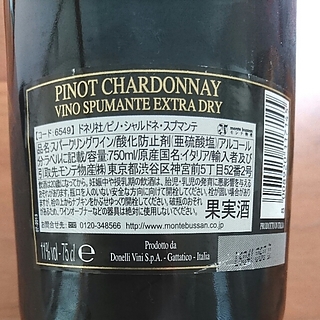 PINOT CHARDONNAY
VINO SPUMANTE EXTRA DRY
【コード:6549】ドネリ社/ピノ・シャルドネ・スプマンテ
品名スパークリングワイン/酸化防止剤(亜硫酸塩)/アルコール
分ラベルに記載/容量750ml/原産国名イタリア/輸入者及び
引取先モンテ物産㈱ 東京都渋谷区神宮前5丁目52番2号
果実酒
お問合せ先 0120-348566 http://www.montebussan.co.jp
11% vol - 75 cl e
Prodotto da
Donelli Vini S.p.A. - Gattatico - Italia